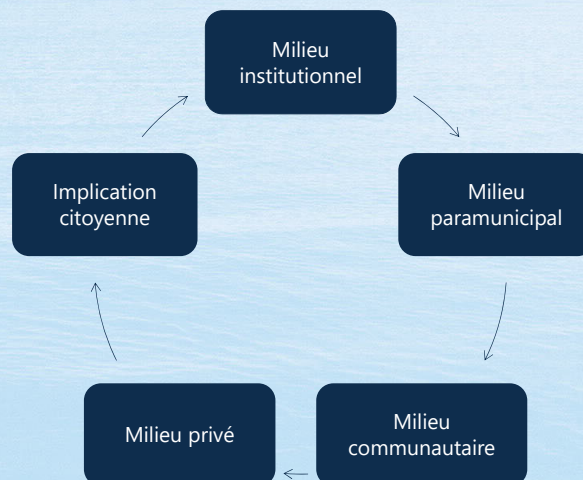 Milieu
institutionnel
Milieu
paramunicipal
Milieu
communautaire
Milieu privé
Implication
citoyenne